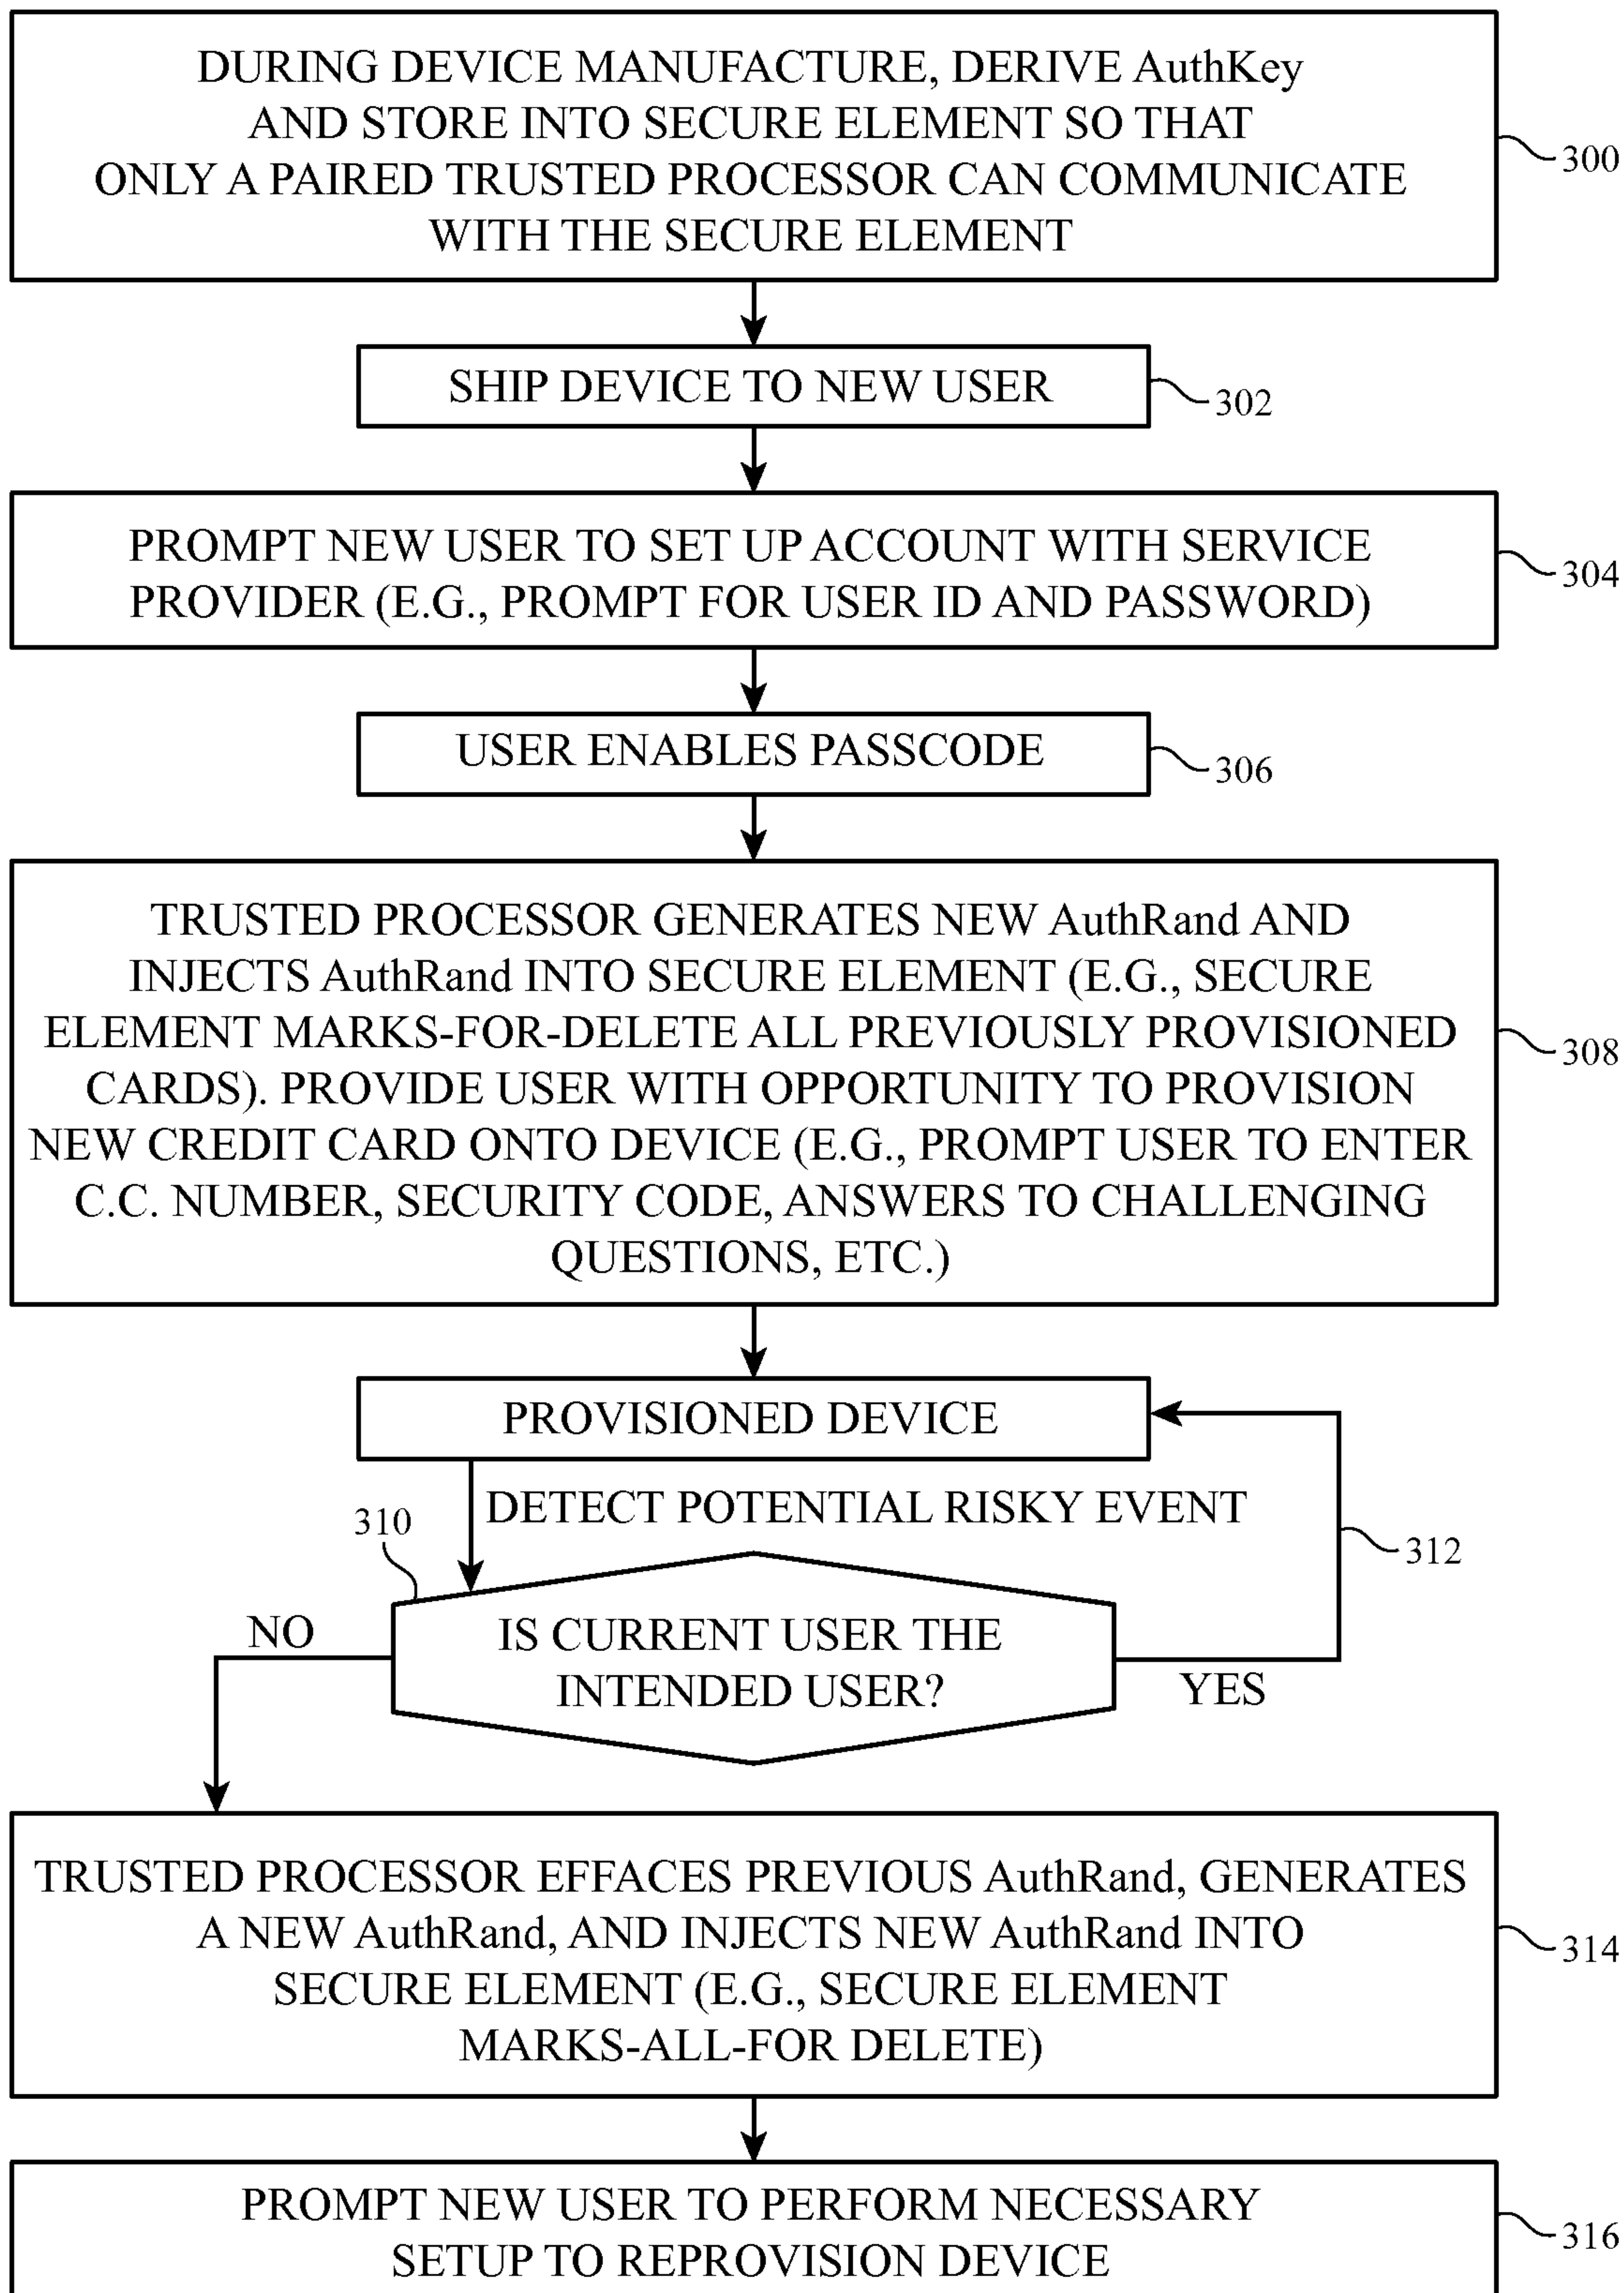 DURING DEVICE MANUFACTURE, DERIVE AuthKey
AND STORE INTO SECURE ELEMENT SO THAT
ONLY A PAIRED TRUSTED PROCESSOR CAN COMMUNICATE
WITH THE SECURE ELEMENT
300
SHIP DEVICE TO NEW USER
302
PROMPT NEW USER TO SET UP ACCOUNT WITH SERVICE
PROVIDER (E.G., PROMPT FOR USER ID AND PASSWORD)
304
USER ENABLES PASSCODE
306
TRUSTED PROCESSOR GENERATES NEW AuthRand AND
INJECTS AuthRand INTO SECURE ELEMENT (E.G., SECURE
ELEMENT MARKS-FOR-DELETE ALL PREVIOUSLY PROVISIONED
CARDS). PROVIDE USER WITH OPPORTUNITY TO PROVISION
NEW CREDIT CARD ONTO DEVICE (E.G., PROMPT USER TO ENTER
C.C. NUMBER, SECURITY CODE, ANSWERS TO CHALLENGING
QUESTIONS, ETC.)
308
PROVISIONED DEVICE
DETECT POTENTIAL RISKY EVENT
310
312
IS CURRENT USER THE
INTENDED USER?
NO
YES
TRUSTED PROCESSOR EFFACES PREVIOUS AuthRand, GENERATES
A NEW AuthRand, AND INJECTS NEW AuthRand INTO
SECURE ELEMENT (E.G., SECURE ELEMENT
MARKS-ALL-FOR DELETE)
314
PROMPT NEW USER TO PERFORM NECESSARY
SETUP TO REPROVISION DEVICE
316